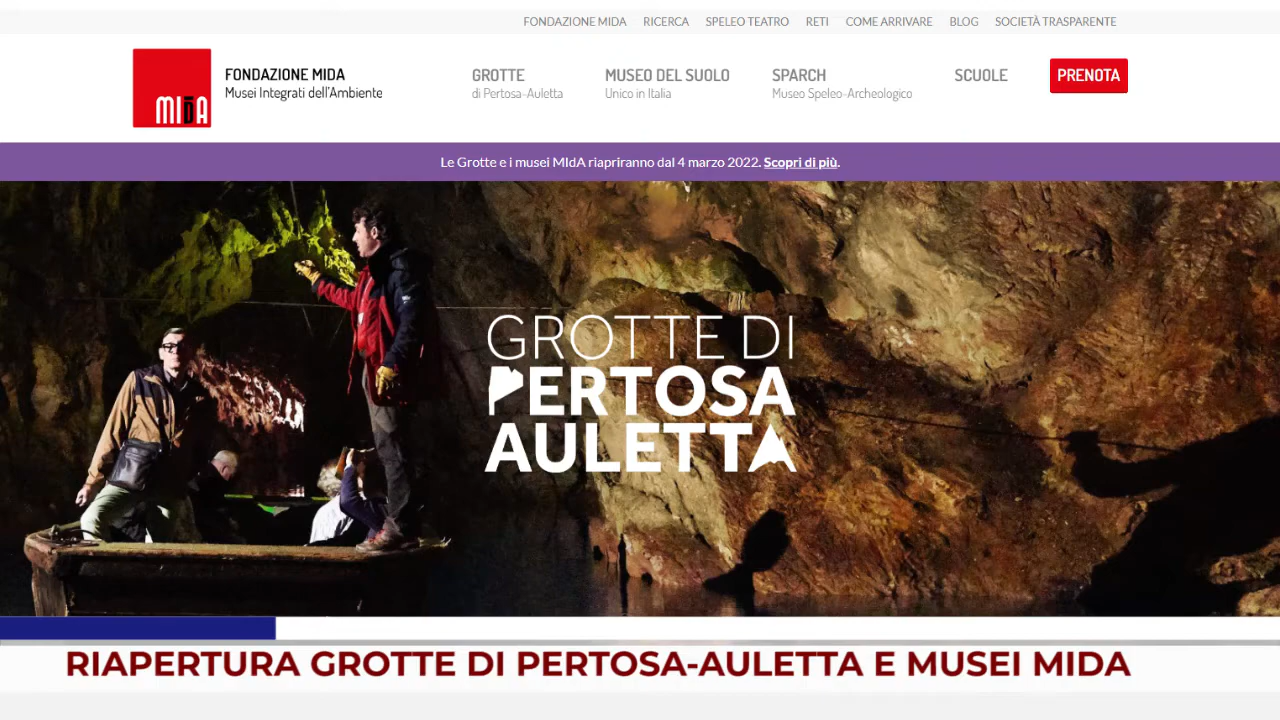 FONDAZIONE MIDA RICERCA SPELEO TEATRO RETI COME ARRIVARE BLOG SOCIETÀ TRASPARENTE
MIdA
FONDAZIONE MIDA
Musei Integrati dell'Ambiente
GROTTE
di Pertosa-Auletta
MUSEO DEL SUOLO
Unico in Italia
SPARCH
Museo Speleo-Archeologico
SCUOLE
PRENOTA
Le Grotte e i musei MIdA riapriranno dal 4 marzo 2022. Scopri di più.
GROTTE DI
PERTOSA
AULETTA
RIAPERTURA GROTTE DI PERTOSA-AULETTA E MUSEI MIDA